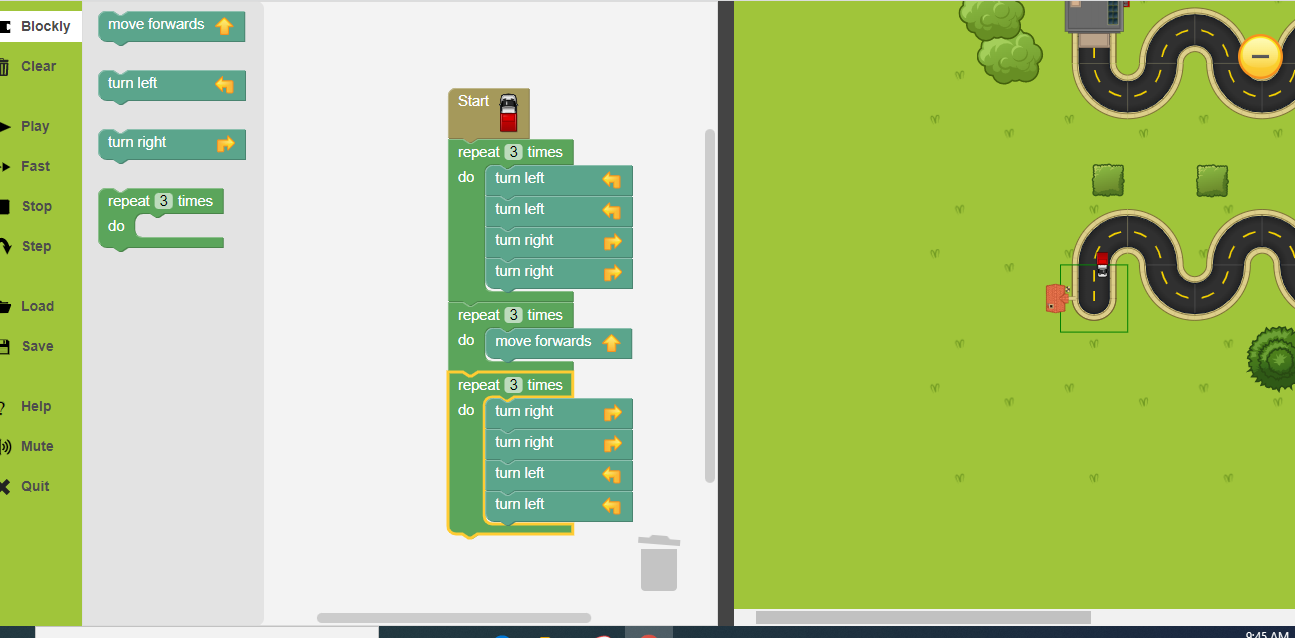 Blockly
Clear
Play
Fast
Stop
Step
Load
Save
? Help
Mute
Quit
move forwards
turn left
turn right
repeat 3 times
do
Start
repeat 3 times
do turn left
turn left
turn right
turn right
repeat 3 times
do move forwards
repeat 3 times
do turn right
turn right
turn left
turn left
9:45 AM